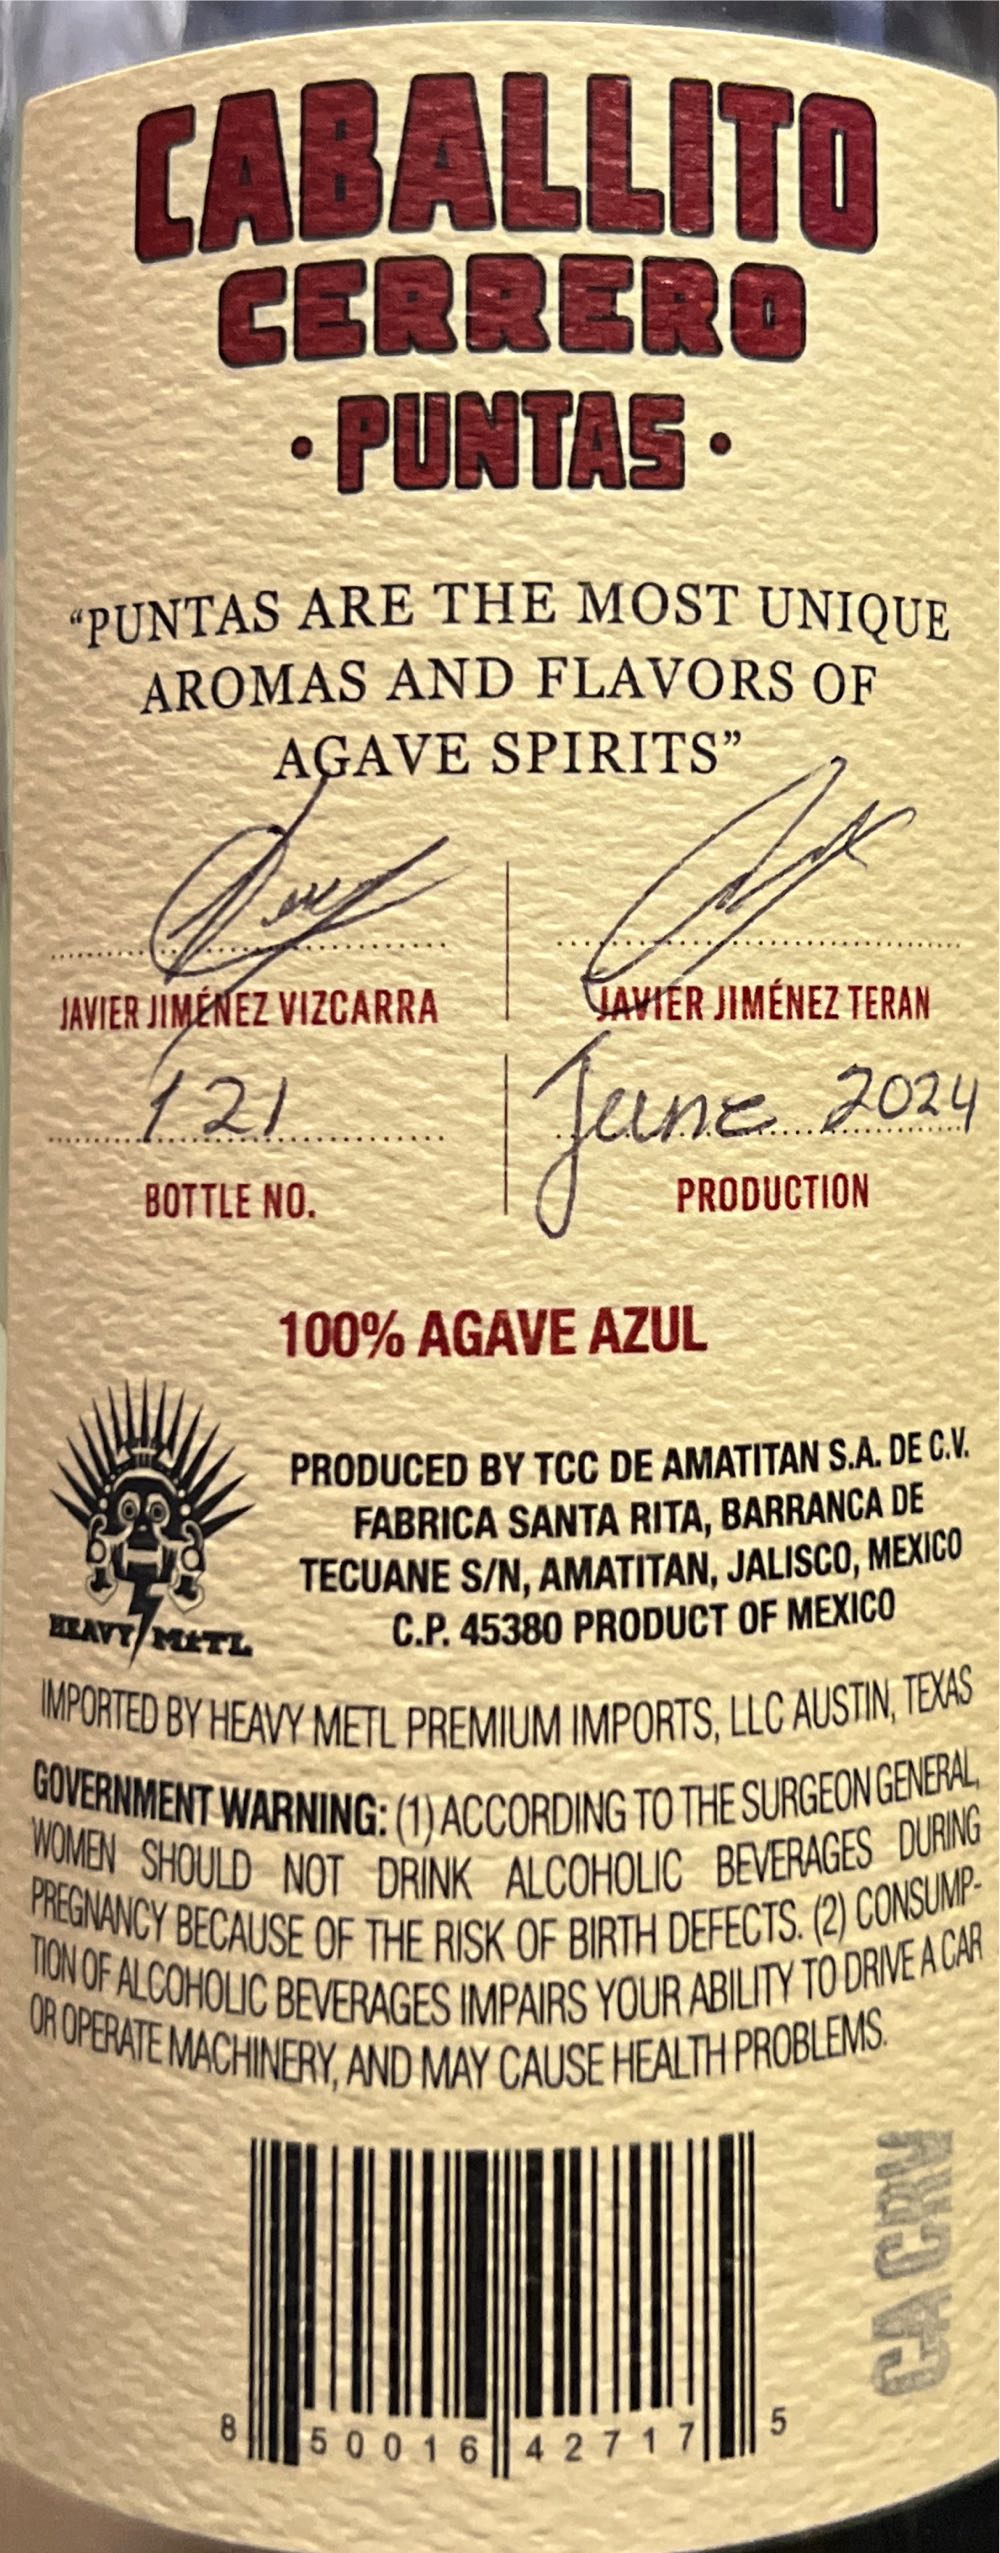 CABALLITO
CERRERO
• PUNTAS •
“PUNTAS ARE THE MOST UNIQUE
AROMAS AND FLAVORS OF
AGAVE SPIRITS”
JAVIER JIMÉNEZ VIZCARRA
JAVIER JIMÉNEZ TERAN
121
June 2024
BOTTLE NO.
PRODUCTION
100% AGAVE AZUL
HEAVY METL
PRODUCED BY TCC DE AMATITAN S.A. DE C.V.
FABRICA SANTA RITA, BARRANCA DE
TECUANE S/N, AMATITAN, JALISCO, MEXICO
C.P. 45380 PRODUCT OF MEXICO
IMPORTED BY HEAVY METL PREMIUM IMPORTS, LLC AUSTIN, TEXAS
GOVERNMENT WARNING: (1) ACCORDING TO THE SURGEON GENERAL,
WOMEN SHOULD NOT DRINK ALCOHOLIC BEVERAGES DURING
PREGNANCY BECAUSE OF THE RISK OF BIRTH DEFECTS. (2) CONSUMP-
TION OF ALCOHOLIC BEVERAGES IMPAIRS YOUR ABILITY TO DRIVE A CAR
OR OPERATE MACHINERY, AND MAY CAUSE HEALTH PROBLEMS.
CA CRV
8 50016 42717 5